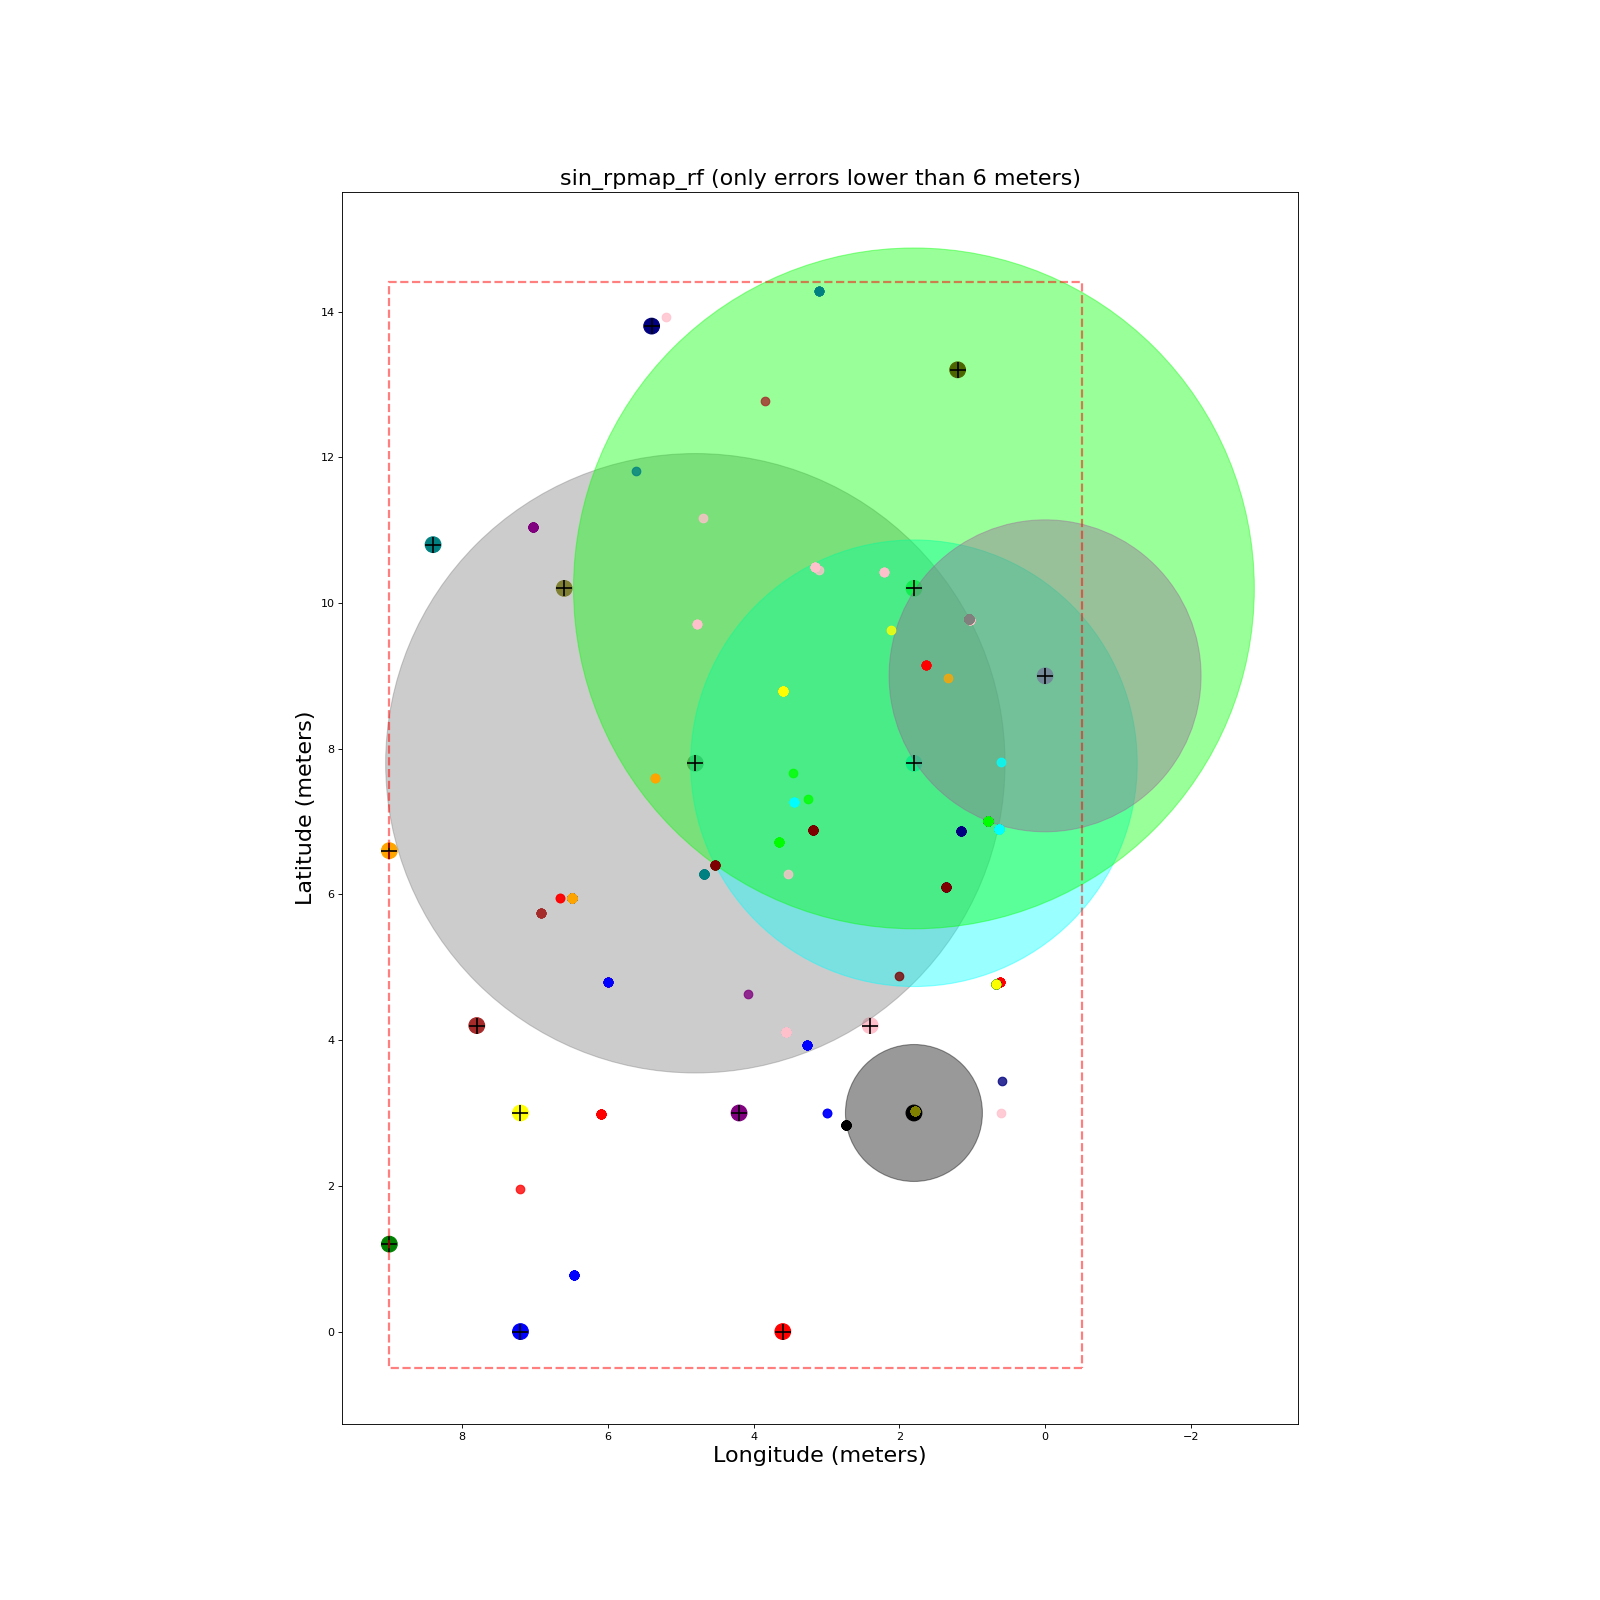 sin_rpmap_rf (only errors lower than 6 meters)
Latitude (meters)
14
12
10
8
6
4
2
0
8 6 4 2 0 −2
Longitude (meters)